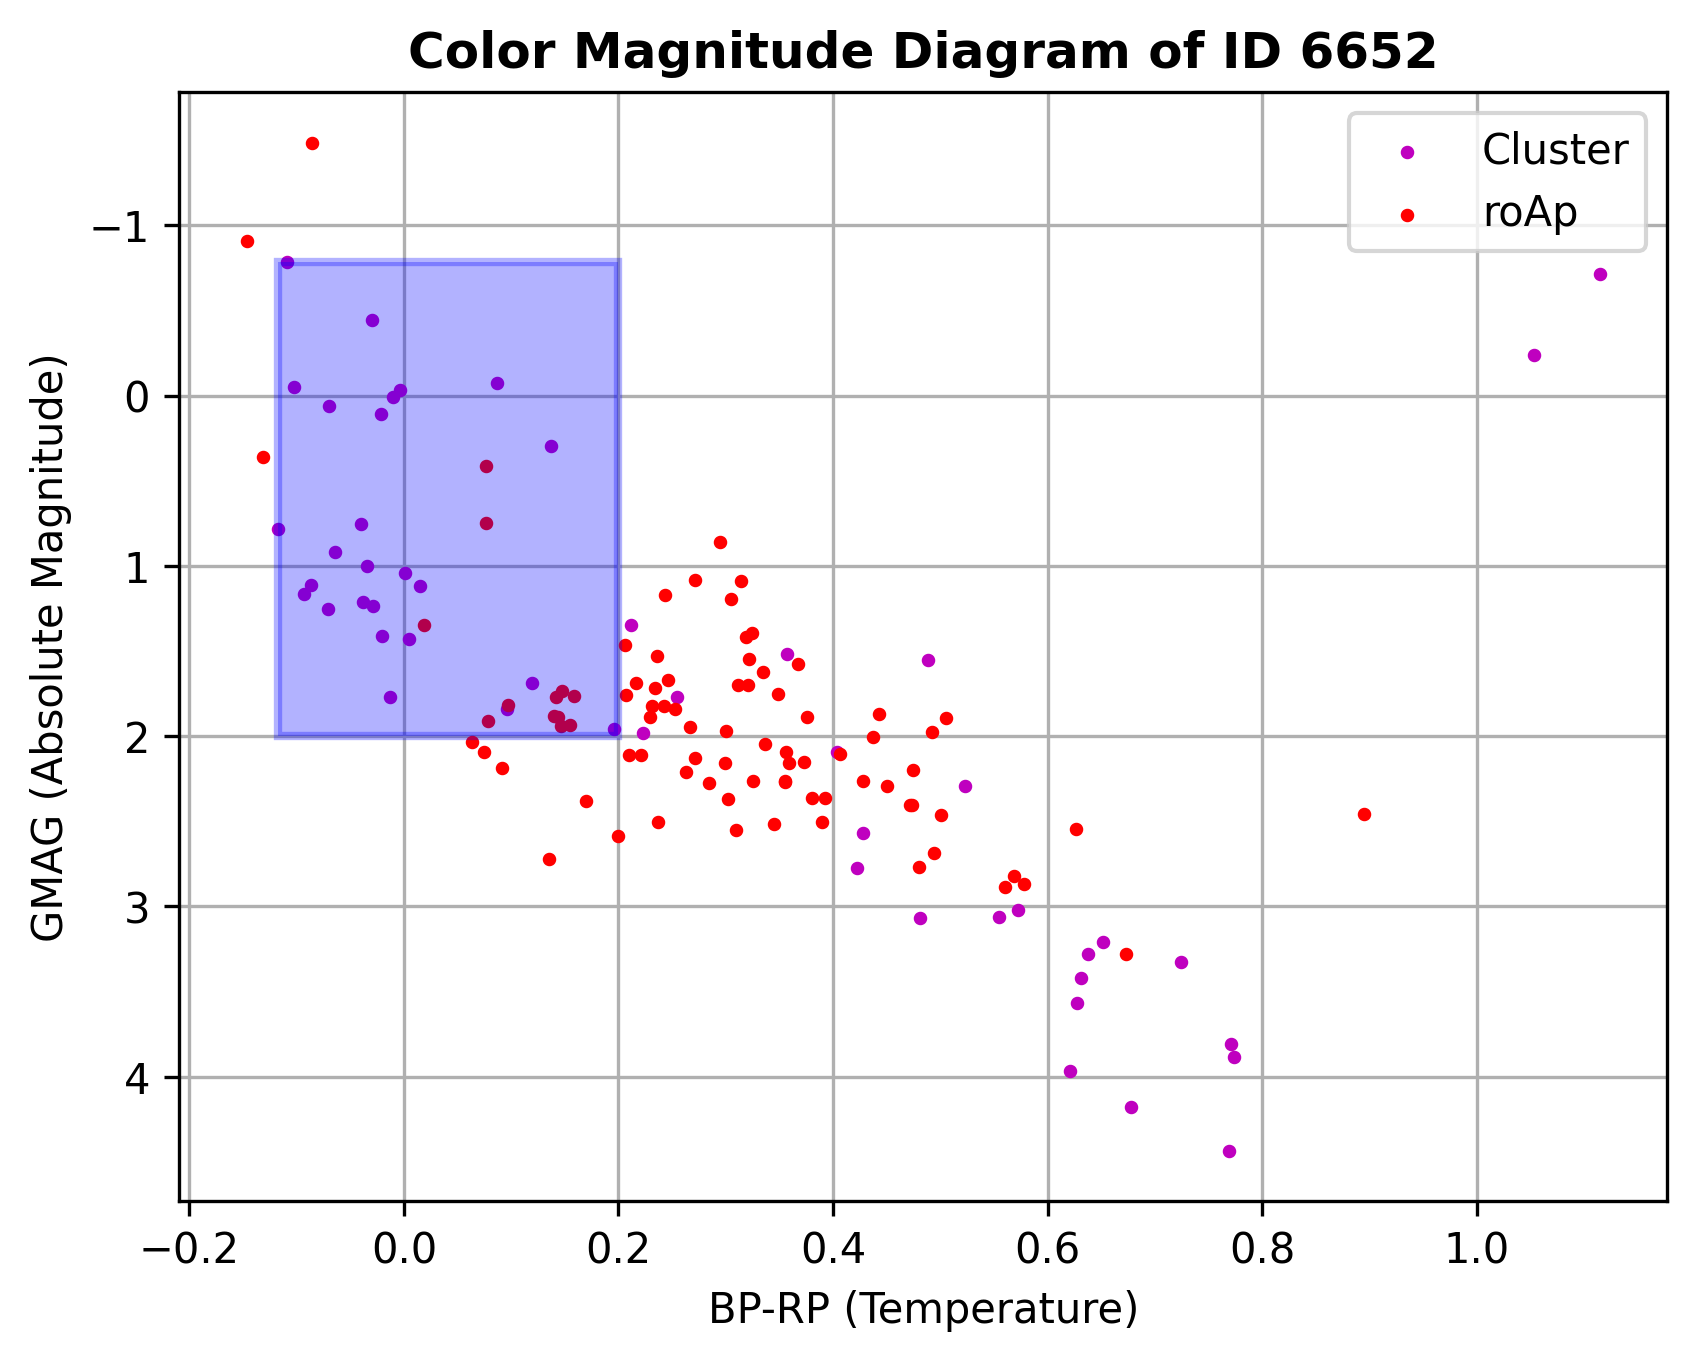 Color Magnitude Diagram of ID 6652
Cluster
roAp
−1
0
1
2
3
4
GMAG (Absolute Magnitude)
−0.2 0.0 0.2 0.4 0.6 0.8 1.0
BP-RP (Temperature)